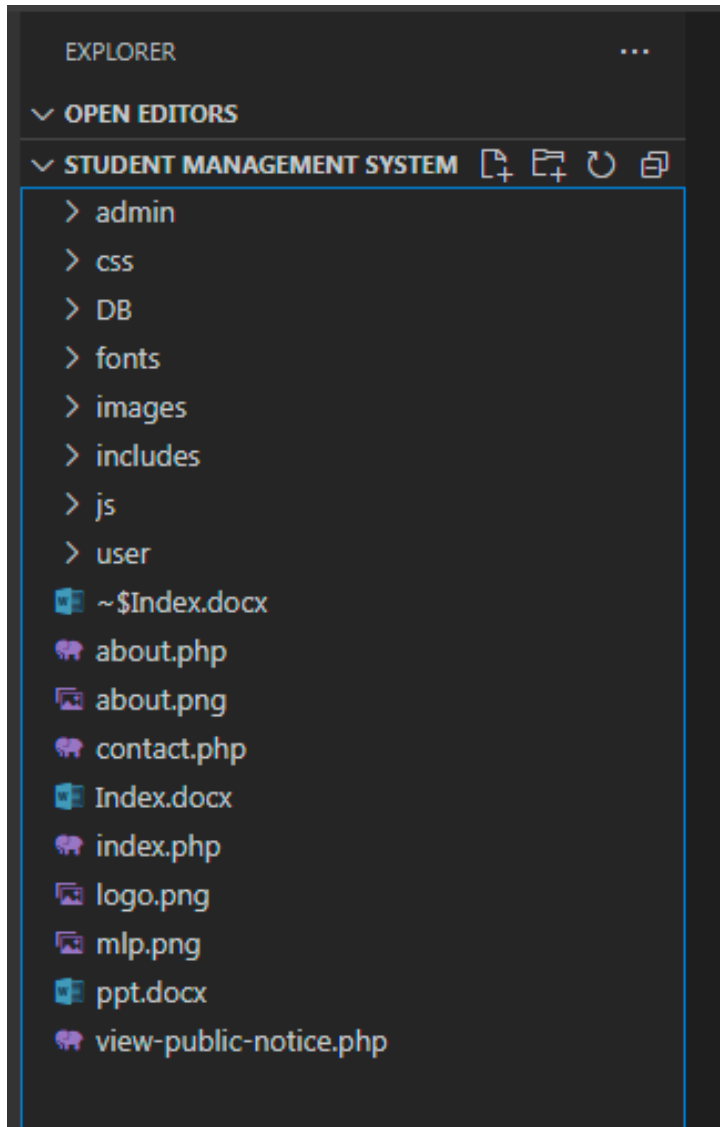 EXPLORER
OPEN EDITORS
STUDENT MANAGEMENT SYSTEM
admin
css
DB
fonts
images
includes
js
user
~$Index.docx
about.php
about.png
contact.php
Index.docx
index.php
logo.png
mlp.png
ppt.docx
view-public-notice.php